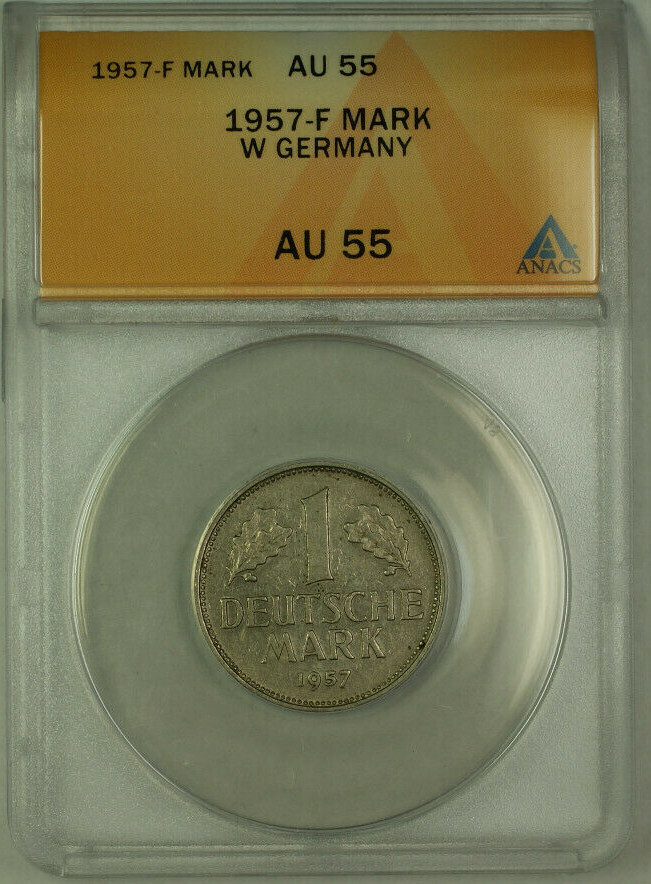 1957-F MARK AU 55
1957-F MARK
W GERMANY
AU 55
ANACS
1
DEUTSCHE
MARK
1957